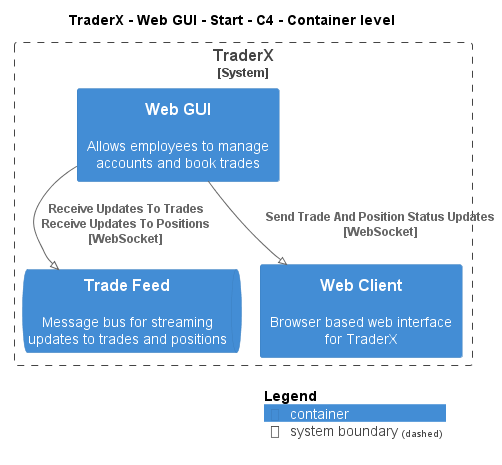 TraderX - Web GUI - Start - C4 - Container level
TraderX
[System]
Web GUI
Allows employees to manage
accounts and book trades
Receive Updates To Trades
Receive Updates To Positions
[WebSocket]
Send Trade And Position Status Updates
[WebSocket]
Trade Feed
Message bus for streaming
updates to trades and positions
Web Client
Browser based web interface
for TraderX
Legend
container
system boundary (dashed)